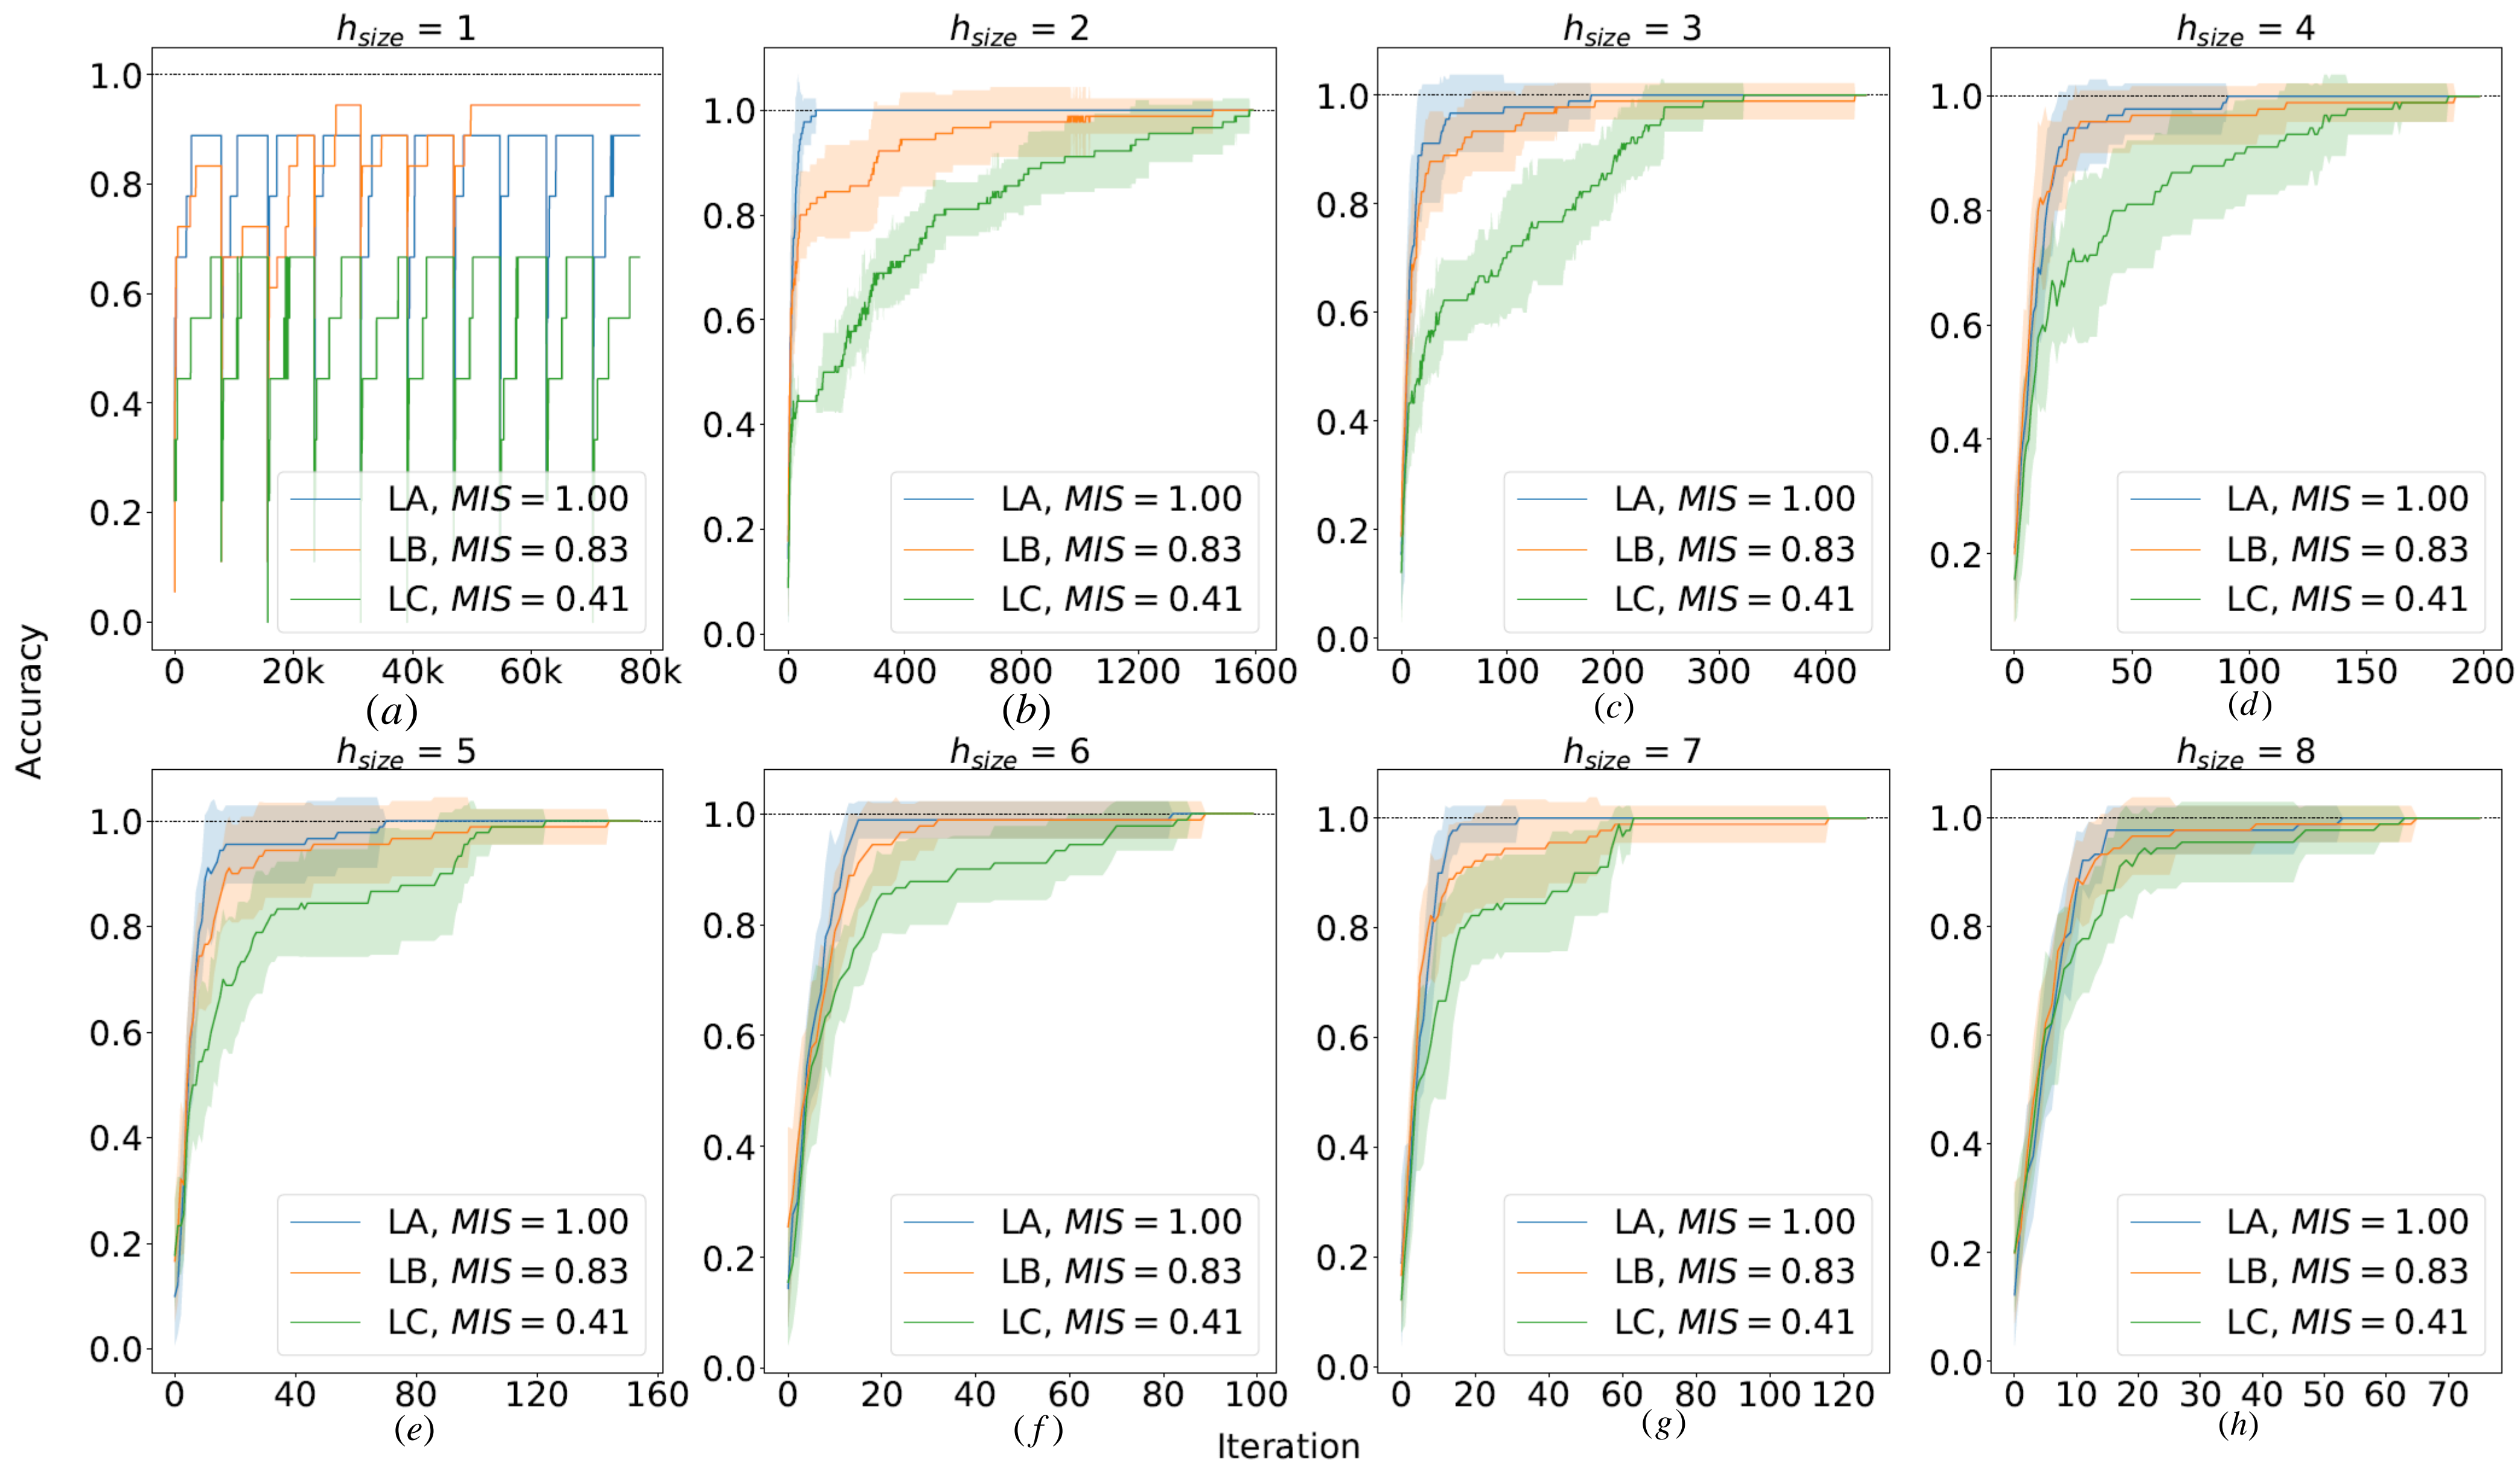 Accuracy
h_size = 1
1.0
0.8
0.6
0.4
0.2
0.0
LA, MIS = 1.00
LB, MIS = 0.83
LC, MIS = 0.41
0 20k 40k 60k 80k
(a)
h_size = 2
1.0
0.8
0.6
0.4
0.2
0.0
LA, MIS = 1.00
LB, MIS = 0.83
LC, MIS = 0.41
0 400 800 1200 1600
(b)
h_size = 3
1.0
0.8
0.6
0.4
0.2
0.0
LA, MIS = 1.00
LB, MIS = 0.83
LC, MIS = 0.41
0 100 200 300 400
(c)
h_size = 4
1.0
0.8
0.6
0.4
0.2
LA, MIS = 1.00
LB, MIS = 0.83
LC, MIS = 0.41
0 50 100 150 200
(d)
h_size = 5
1.0
0.8
0.6
0.4
0.2
0.0
LA, MIS = 1.00
LB, MIS = 0.83
LC, MIS = 0.41
0 40 80 120 160
(e)
h_size = 6
1.0
0.8
0.6
0.4
0.2
0.0
LA, MIS = 1.00
LB, MIS = 0.83
LC, MIS = 0.41
0 20 40 60 80 100
(f)
h_size = 7
1.0
0.8
0.6
0.4
0.2
0.0
LA, MIS = 1.00
LB, MIS = 0.83
LC, MIS = 0.41
0 20 40 60 80 100 120
(g)
h_size = 8
1.0
0.8
0.6
0.4
0.2
0.0
LA, MIS = 1.00
LB, MIS = 0.83
LC, MIS = 0.41
0 10 20 30 40 50 60 70
(h)
Iteration